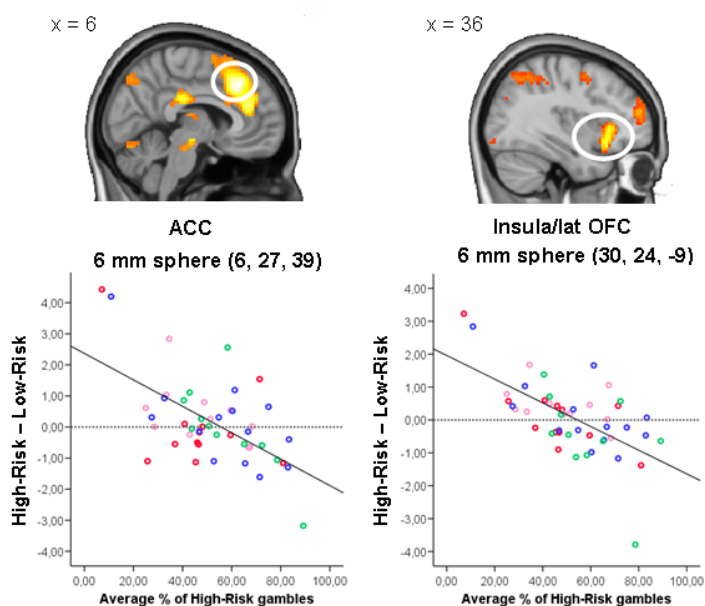 x = 6
x = 36
ACC
6 mm sphere (6, 27, 39)
Insula/lat OFC
6 mm sphere (30, 24, -9)
High-Risk – Low-Risk
4,00
3,00
2,00
1,00
0,00
-1,00
-2,00
-3,00
-4,00
0,00 20,00 40,00 60,00 80,00 100,00
Average % of High-Risk gambles
High-Risk – Low-Risk
4,00
3,00
2,00
1,00
0,00
-1,00
-2,00
-3,00
-4,00
0,00 20,00 40,00 60,00 80,00 100,00
Average % of High-Risk gambles